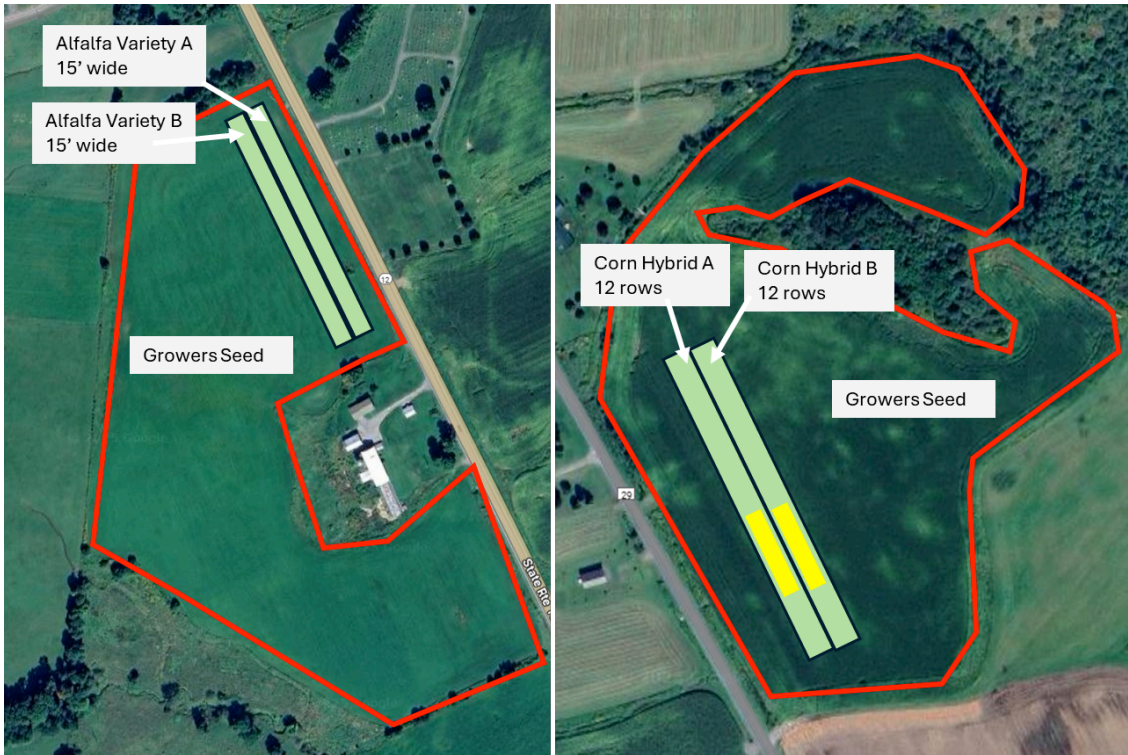 Alfalfa Variety A
15’ wide
Alfalfa Variety B
15’ wide
12
Growers Seed
State Rte
Corn Hybrid A
12 rows
Corn Hybrid B
12 rows
Growers Seed
29